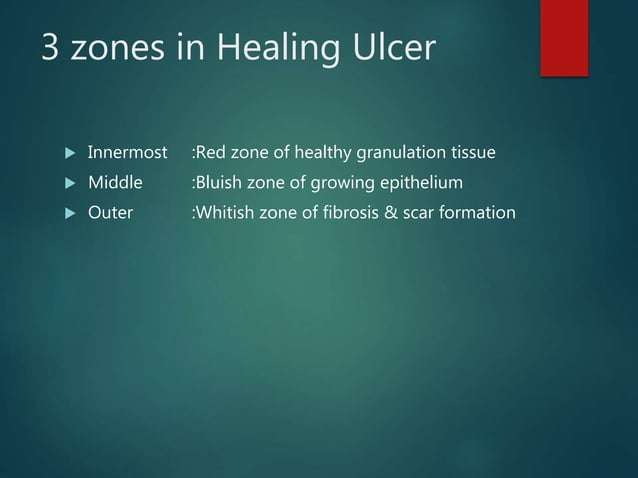 3 zones in Healing Ulcer
Innermost :Red zone of healthy granulation tissue
Middle :Bluish zone of growing epithelium
Outer :Whitish zone of fibrosis & scar formation